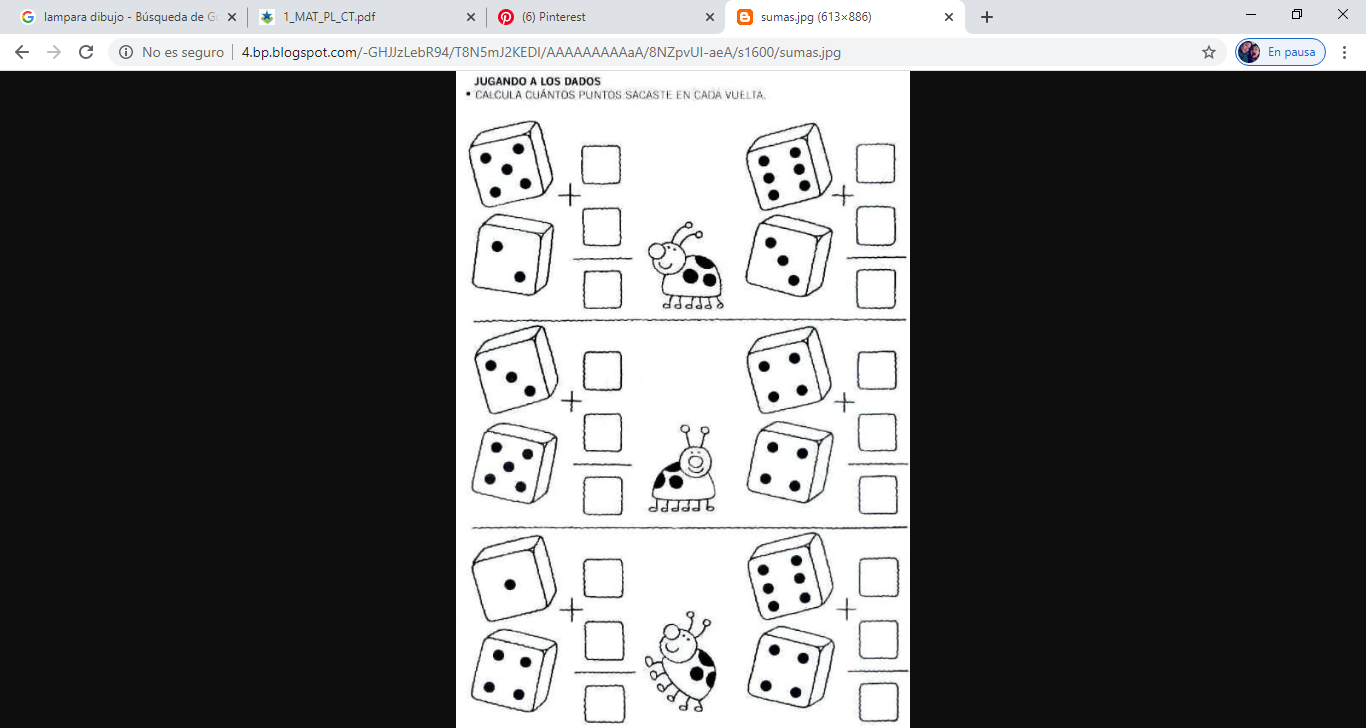 lampara dibujo - Búsqueda de G
1_MAT_PL_CT.pdf
(6) Pinterest
sumas.jpg (613×886)
No es seguro
4.bp.blogspot.com/-GHJJzLebR94/T8N5mJ2KEDI/AAAAAAAAAaA/8NZpvUI-aeA/s1600/sumas.jpg
En pausa
JUGANDO A LOS DADOS
• CALCULA CUÁNTOS PUNTOS SACASTE EN CADA VUELTA.
+ +
+ +
+ +